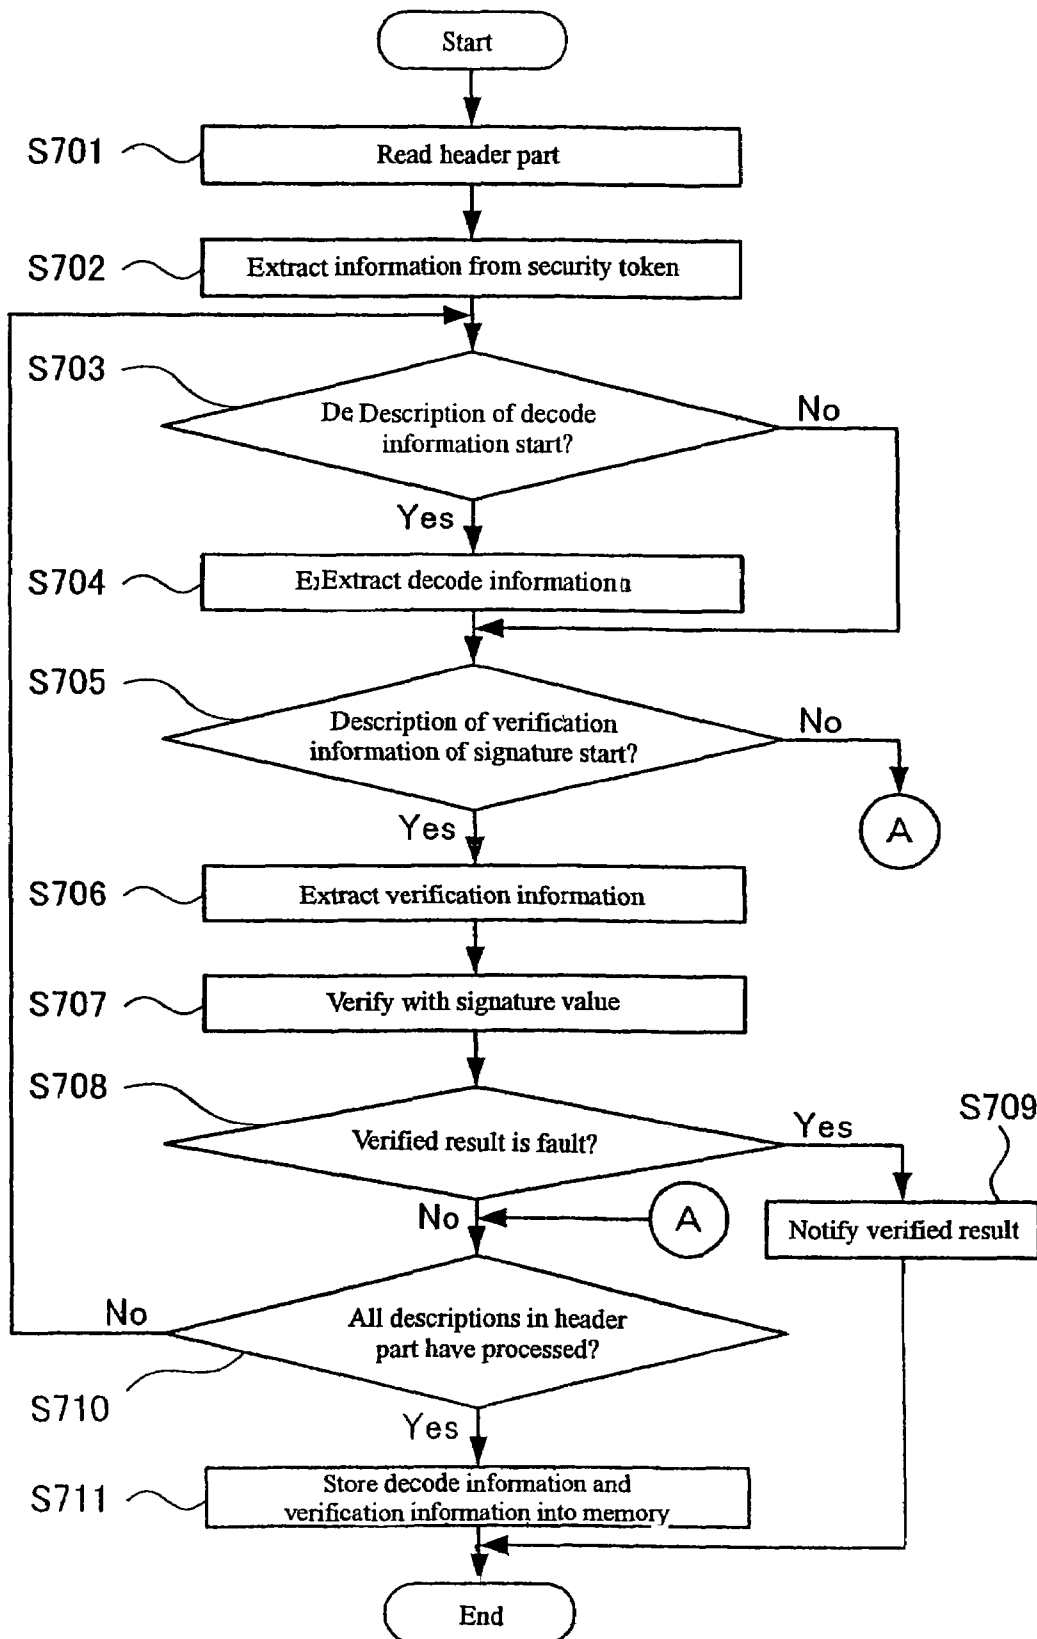 Start
S701
Read header part
S702
Extract information from security token
S703
De Description of decode
information start?
No
Yes
S704
Extract decode information
S705
Description of verification
information of signature start?
No
A
Yes
S706
Extract verification information
S707
Verify with signature value
S708
Verified result is fault?
Yes
S709
Notify verified result
No
A
All descriptions in header
part have processed?
No
S710
Yes
S711
Store decode information and
verification information into memory
End